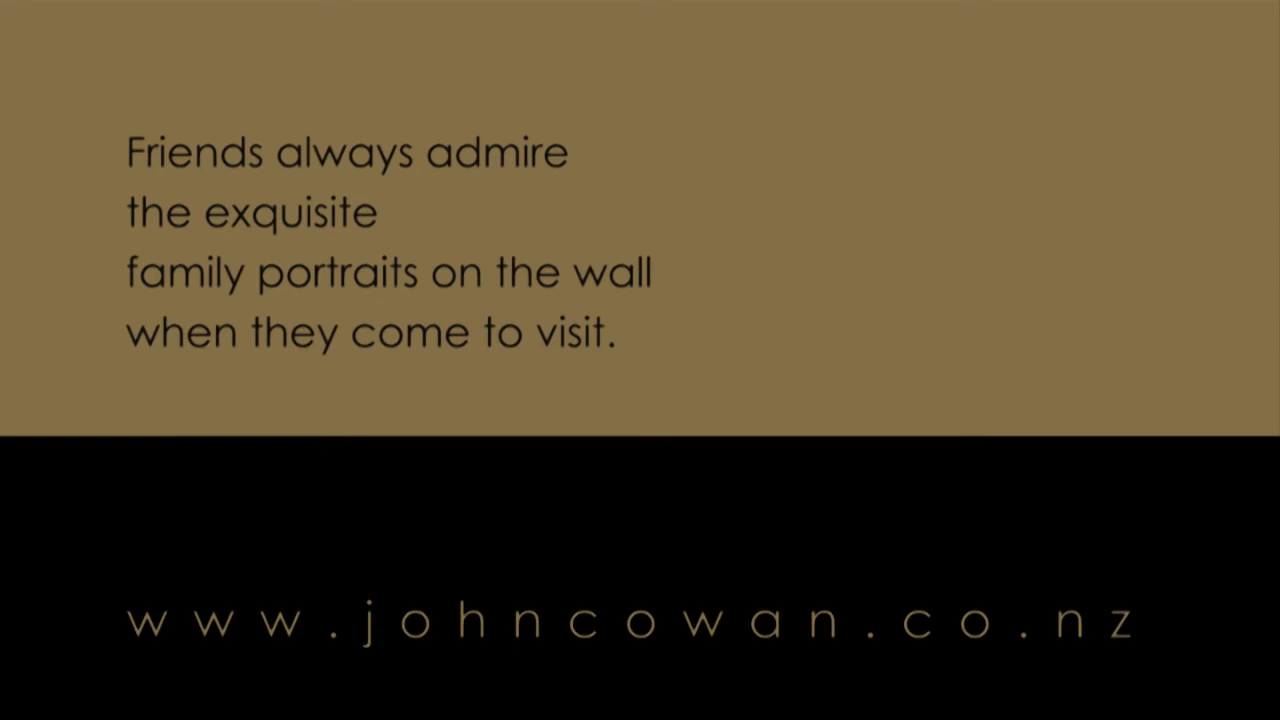 Friends always admire
the exquisite
family portraits on the wall
when they come to visit.
www.johncowan.co.nz